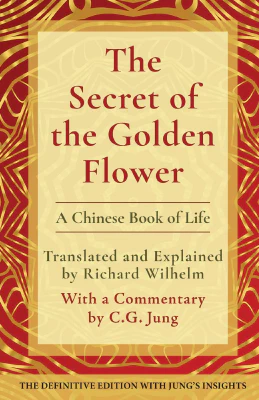 The
Secret of
the Golden
Flower
A Chinese Book of Life
Translated and Explained
by Richard Wilhelm
With a Commentary
by C.G. Jung
THE DEFINITIVE EDITION WITH JUNG'S INSIGHTS